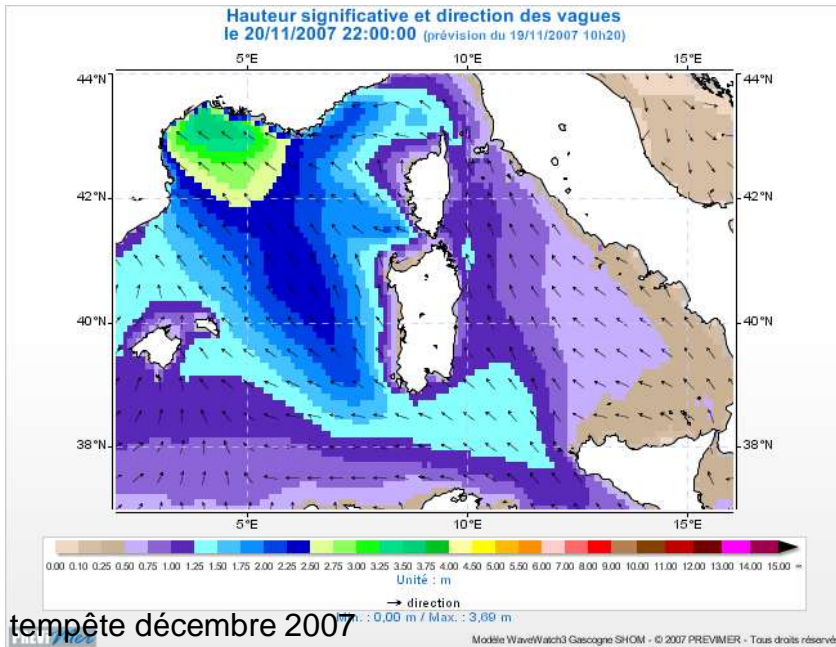 Hauteur significative et direction des vagues
le 20/11/2007 22:00:00 (prévision du 19/11/2007 10h20)
5°E 10°E 15°E
44°N 44°N
42°N 42°N
40°N 40°N
38°N 38°N
5°E 10°E 15°E
0.00 0.10 0.25 0.50 0.75 1.00 1.25 1.50 1.75 2.00 2.25 2.50 2.75 3.00 3.25 3.50 3.75 4.00 4.50 5.00 5.50 6.00 7.00 8.00 9.00 10.00 11.00 12.00 13.00 14.00 15.00 ∞
Unité : m
→ direction
Min. : 0,00 m / Max. : 3,69 m
tempête décembre 2007
PREVIMER
Modèle WaveWatch3 Gascogne SHOM - © 2007 PREVIMER - Tous droits réservés